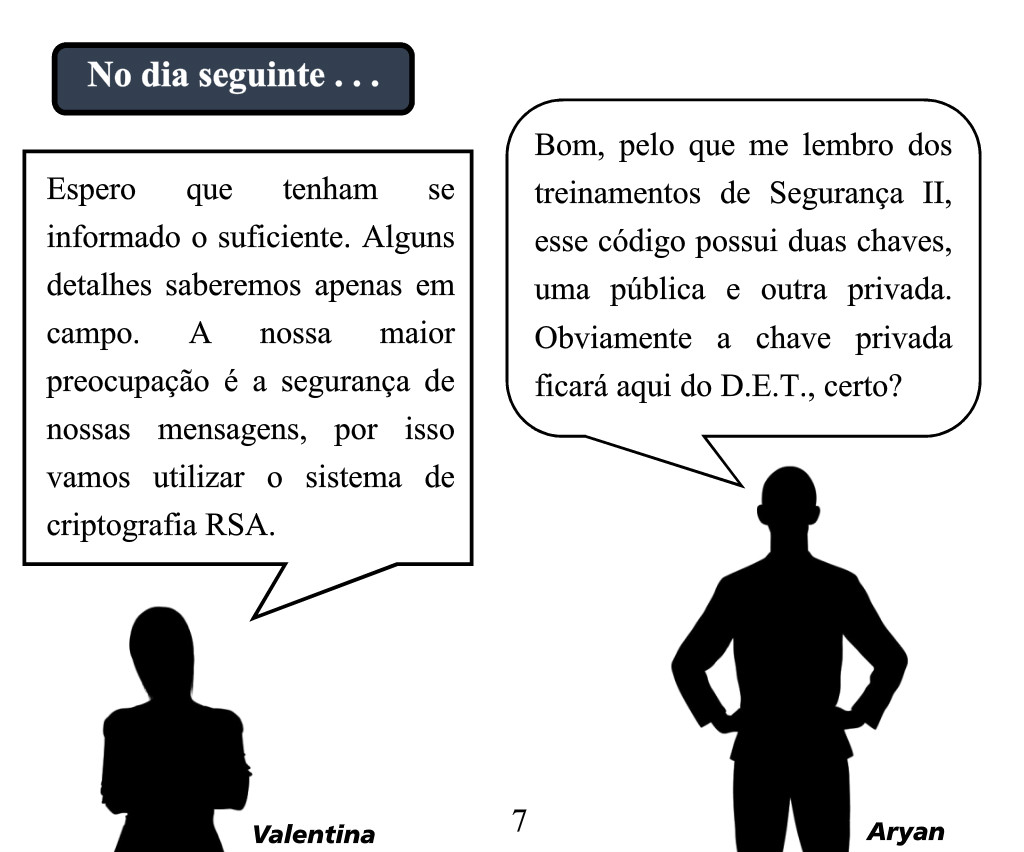 No dia seguinte . . .
Espero que tenham se
informado o suficiente. Alguns
detalhes saberemos apenas em
campo. A nossa maior
preocupação é a segurança de
nossas mensagens, por isso
vamos utilizar o sistema de
criptografia RSA.
Bom, pelo que me lembro dos
treinamentos de Segurança II,
esse código possui duas chaves,
uma pública e outra privada.
Obviamente a chave privada
ficará aqui do D.E.T., certo?
Valentina
7
Aryan